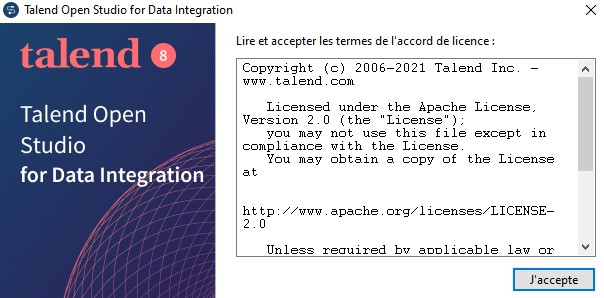 Talend Open Studio for Data Integration
talend 8
Talend Open
Studio
for Data Integration
Lire et accepter les termes de l'accord de licence :
Copyright (c) 2006-2021 Talend Inc. -
www.talend.com
Licensed under the Apache License,
Version 2.0 (the "License");
you may not use this file except in
compliance with the License.
You may obtain a copy of the License
at
http://www.apache.org/licenses/LICENSE-
2.0
Unless required by applicable law or
J'accepte